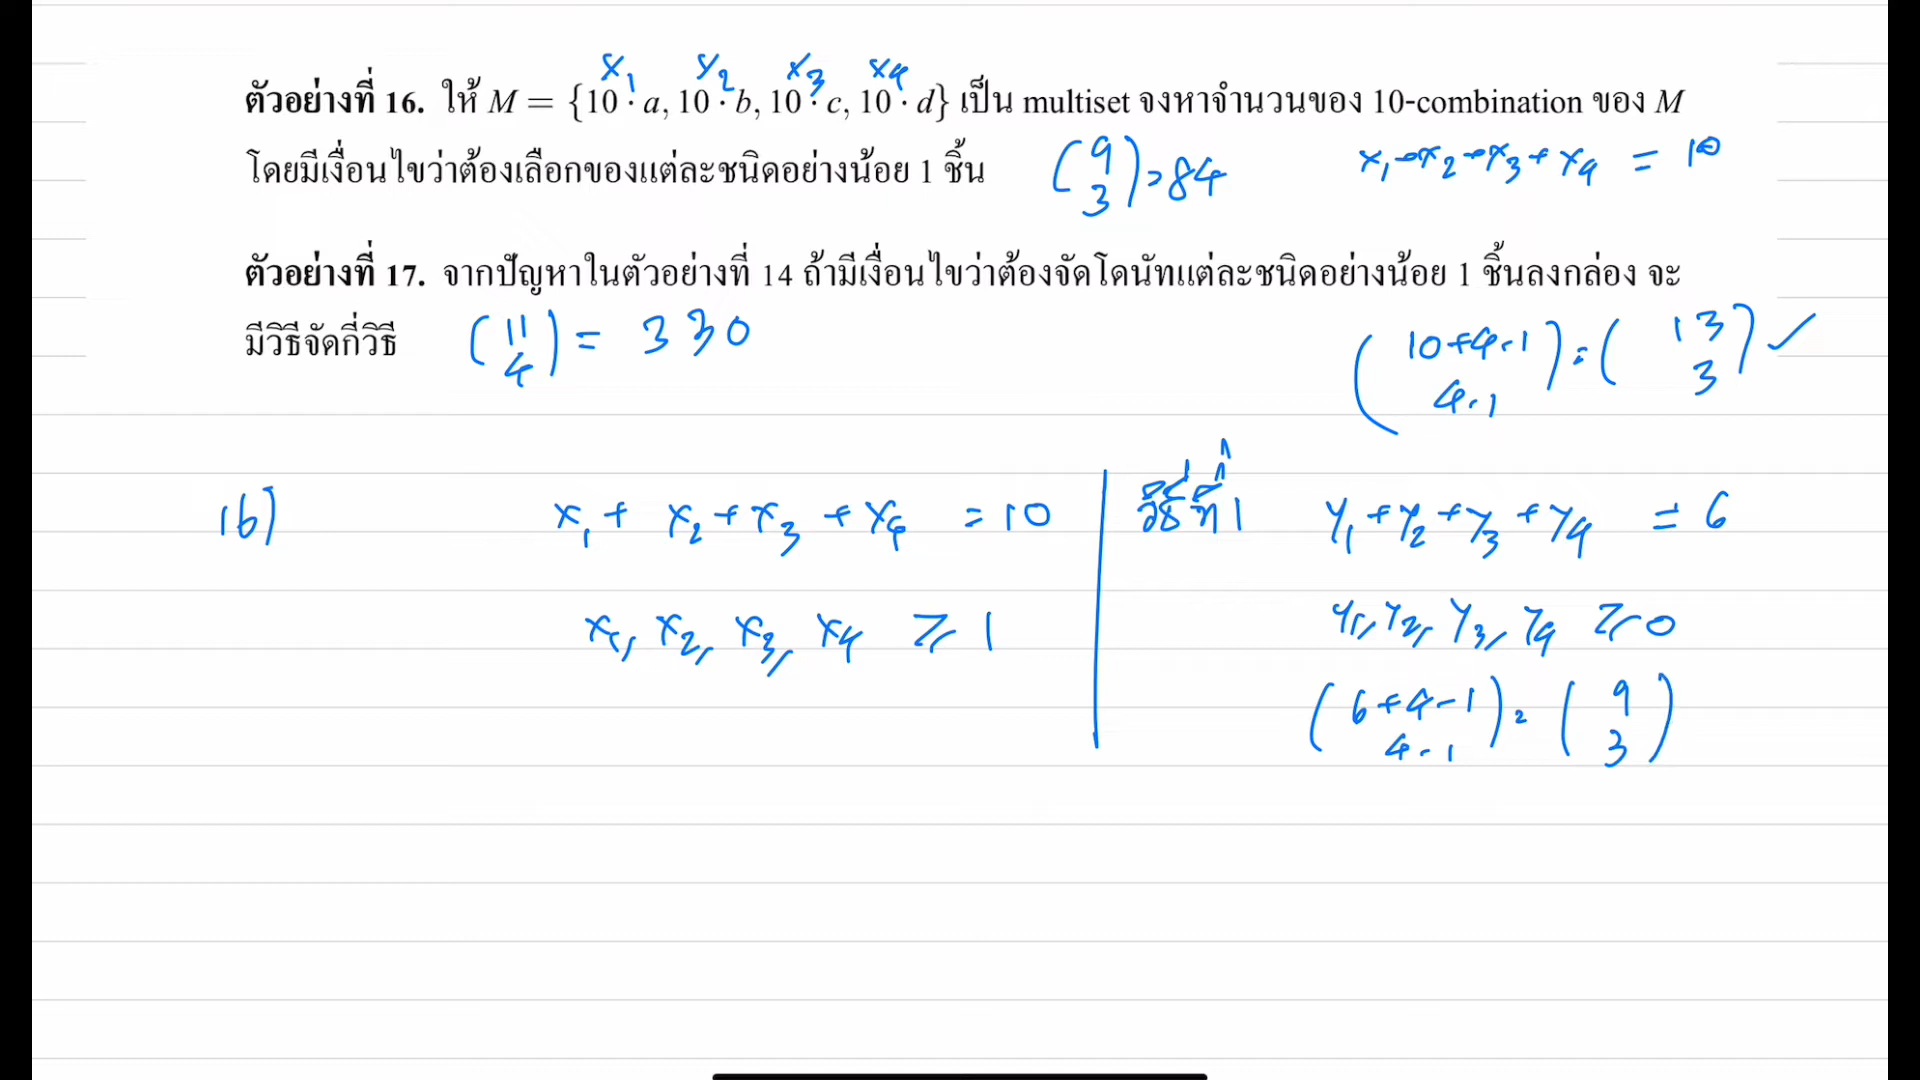 x₁ x₂ x₃ x₄
ตัวอย่างที่ 16. ให้ M = {10 · a, 10 · b, 10 · c, 10 · d} เป็น multiset จงหาจำนวนของ 10-combination ของ M
โดยมีเงื่อนไขว่าต้องเลือกของแต่ละชนิดอย่างน้อย 1 ชิ้น (9 3) = 84 x₁+x₂+x₃+x₄ = 10
ตัวอย่างที่ 17. จากปัญหาในตัวอย่างที่ 14 ถ้ามีเงื่อนไขว่าต้องจัดโดนัทแต่ละชนิดอย่างน้อย 1 ชิ้นลงกล่อง จะ
มีวิธีจัดกี่วิธี (11 4) = 330 (10+4-1 4-1) = (13 3) ✓
16) x₁ + x₂ + x₃ + x₄ = 10 วิธีที่ 1 y₁ + y₂ + y₃ + y₄ = 6
x₁, x₂, x₃, x₄ ≥ 1 y₁, y₂, y₃, y₄ ≥ 0
(6+4-1 4-1) = (9 3)